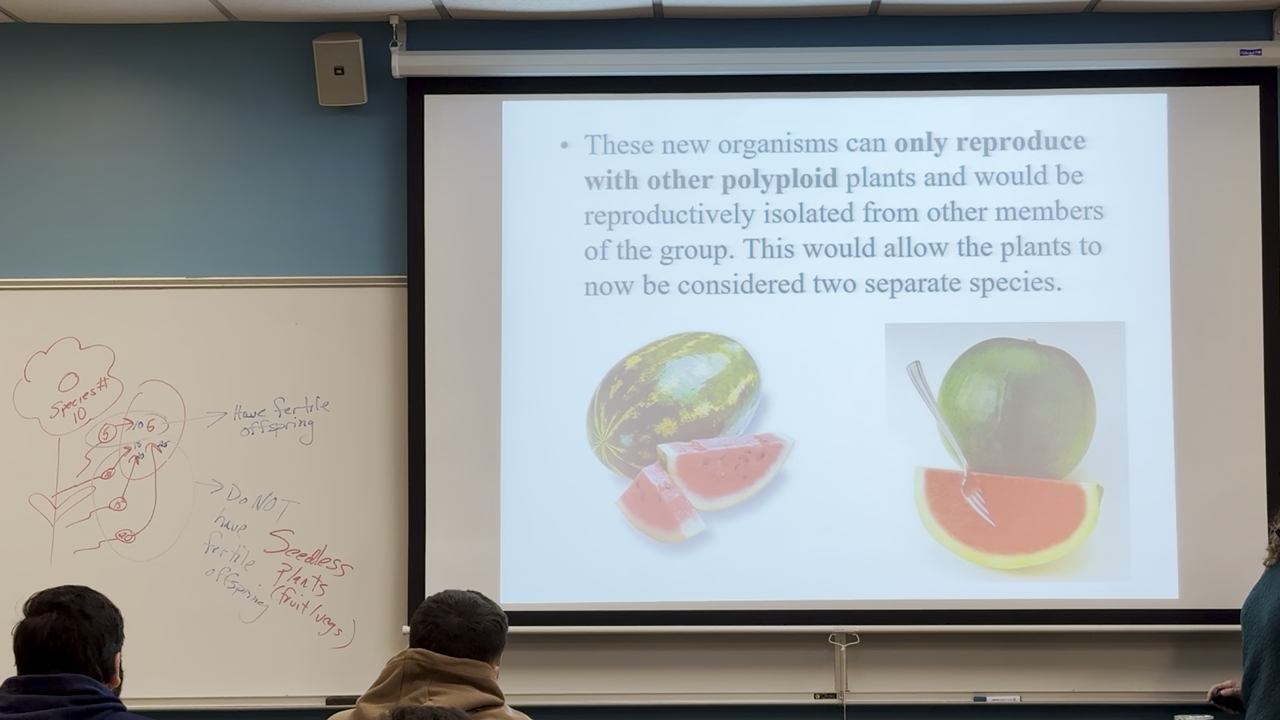 • These new organisms can only reproduce
with other polyploid plants and would be
reproductively isolated from other members
of the group. This would allow the plants to
now be considered two separate species.
Species #
10
5
10
→ Have fertile
offspring
→ Do NOT
have
fertile
offspring
Seedless
Plants
(fruit/vegs)